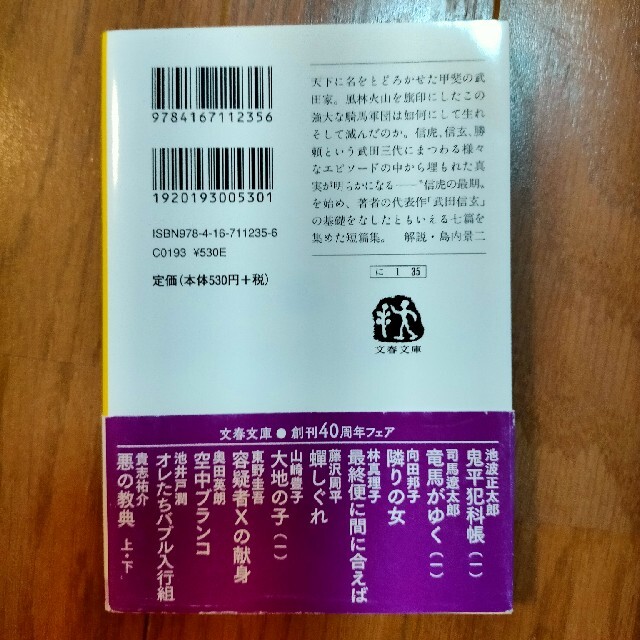 9784167112356
1920193005301
ISBN978-4-16-711235-6
C0193 ¥530E
定価(本体530円+税)
天下に名をとどろかせた甲斐の武
田家。風林火山を旗印にしたこの
強大な騎馬軍団は如何にして生れ
そして滅んだのか。信虎、信玄、勝
頼という武田三代にまつわる様々
なエピソードの中から埋もれた真
実が明らかになる——〝信虎の最期〟
を始め、著者の代表作「武田信玄」
の基礎をなしたともいえる七篇を
集めた短篇集。 解説・島内景二
に 1 35
文春文庫
文春文庫●創刊40周年フェア
池波正太郎
鬼平犯科帳(一)
司馬遼太郎
竜馬がゆく(一)
向田邦子
隣りの女
林真理子
最終便に間に合えば
藤沢周平
蟬しぐれ
山崎豊子
大地の子(一)
東野圭吾
容疑者Xの献身
奥田英朗
空中ブランコ
池井戸潤
オレたちバブル入行組
貴志祐介
悪の教典 上・下